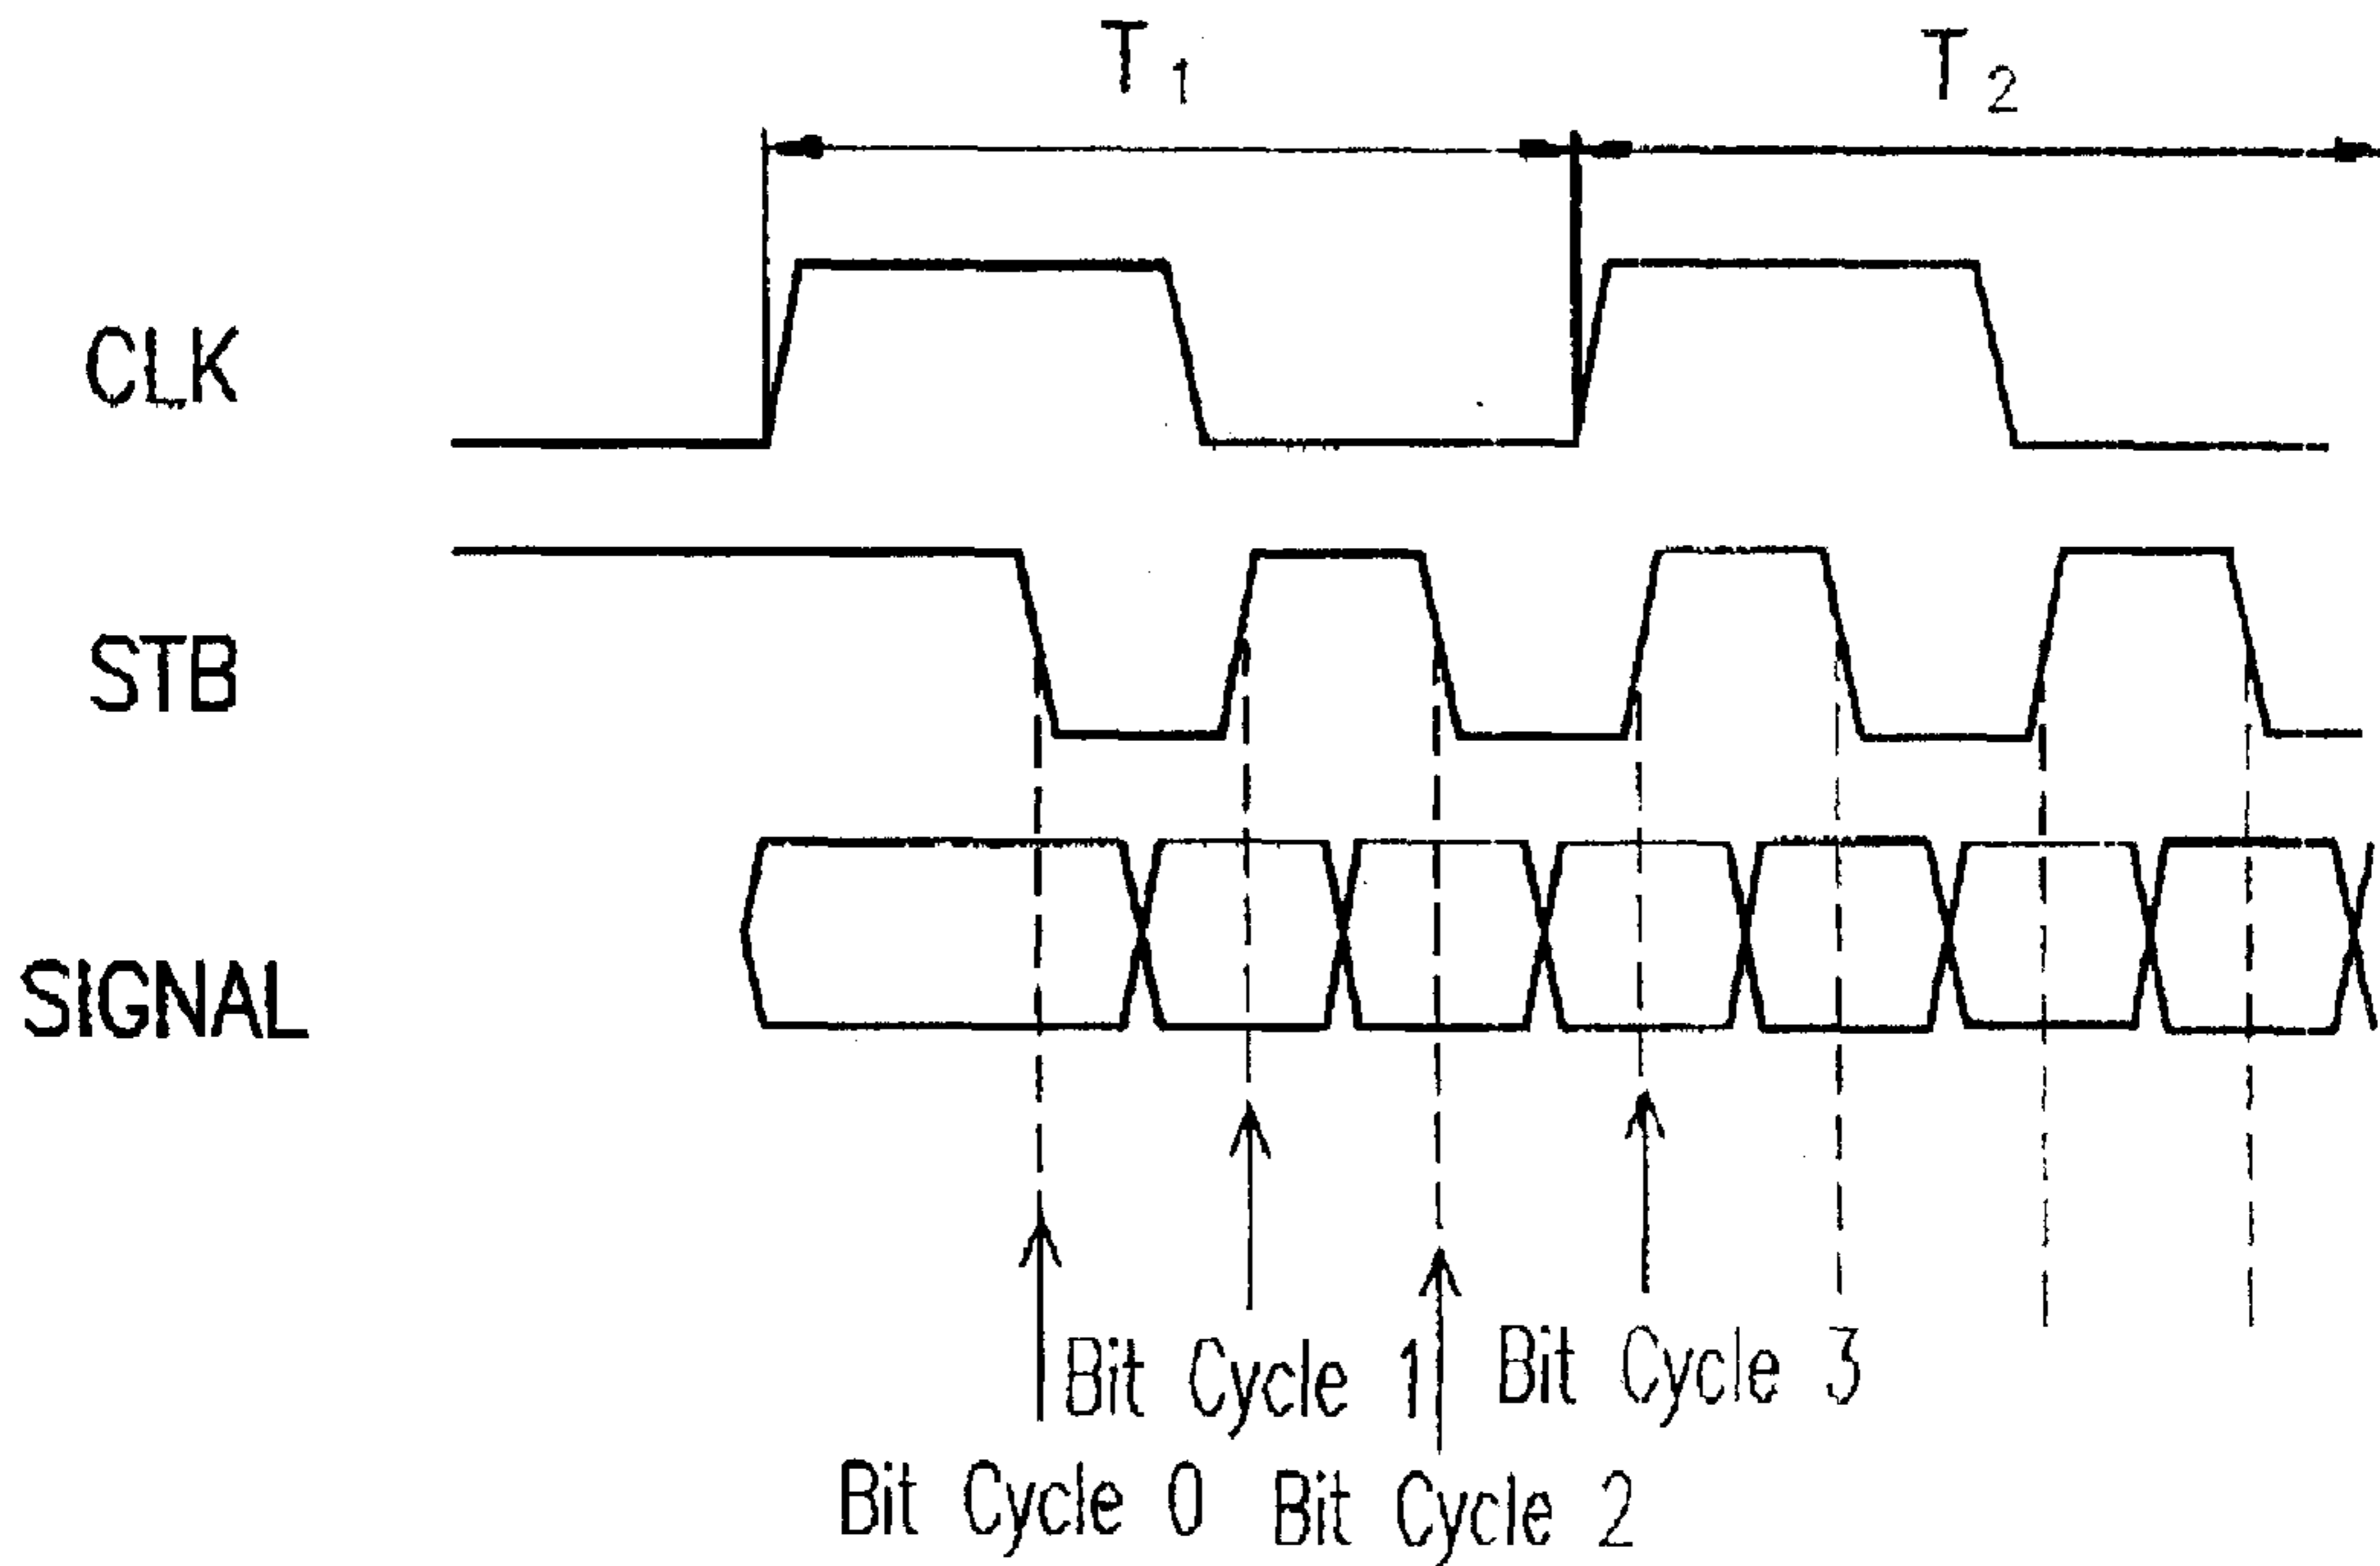 T1 T2
CLK
STB
SIGNAL
Bit Cycle 1 Bit Cycle 3
Bit Cycle 0 Bit Cycle 2